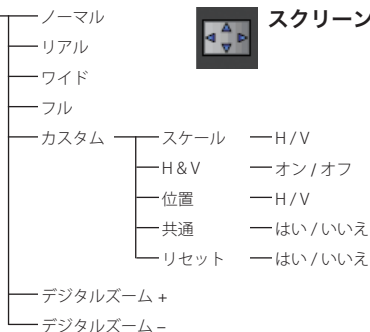 スクリーン
ノーマル
リアル
ワイド
フル
カスタム スケール H / V
H & V オン / オフ
位置 H / V
共通 はい / いいえ
リセット はい / いいえ
デジタルズーム +
デジタルズーム –